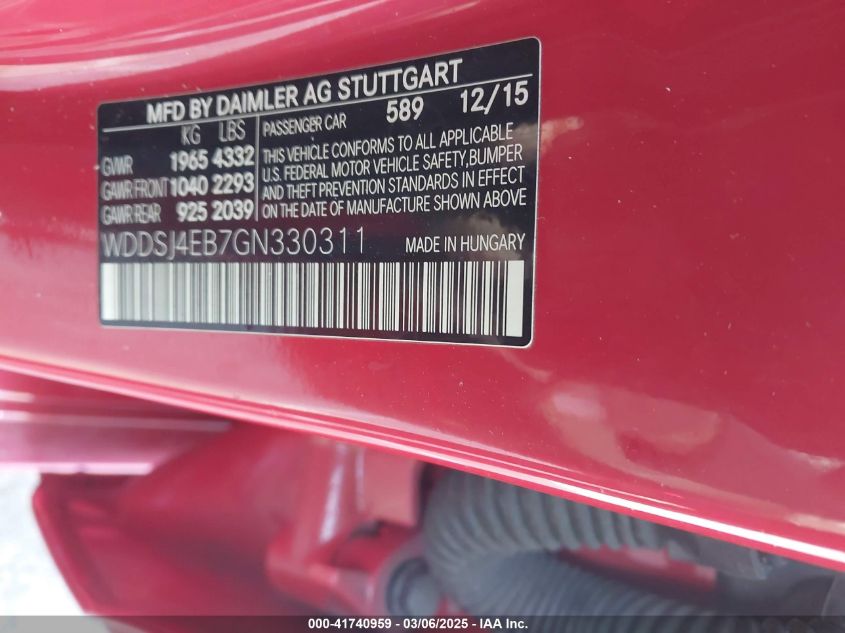 MFD BY DAIMLER AG STUTTGART
KG LBS
GVWR 1965 4332
GAWR FRONT 1040 2293
GAWR REAR 925 2039
PASSENGER CAR 589 12/15
THIS VEHICLE CONFORMS TO ALL APPLICABLE
U.S. FEDERAL MOTOR VEHICLE SAFETY,BUMPER
AND THEFT PREVENTION STANDARDS IN EFFECT
ON THE DATE OF MANUFACTURE SHOWN ABOVE
WDDSJ4EB7GN330311 MADE IN HUNGARY
000-41740959 / 03/06/2025 - IAA Inc.